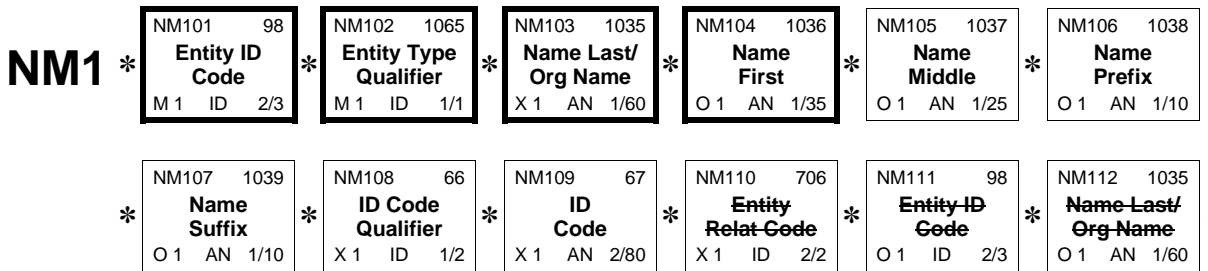 NM101 98 NM102 1065 NM103 1035 NM104 1036 NM105 1037 NM106 1038
NM1 * Entity ID Code * Entity Type Qualifier * Name Last/ Org Name * Name First * Name Middle * Name Prefix
M 1 ID 2/3 M 1 ID 1/1 X 1 AN 1/60 O 1 AN 1/35 O 1 AN 1/25 O 1 AN 1/10
NM107 1039 NM108 66 NM109 67 NM110 706 NM111 98 NM112 1035
* Name Suffix * ID Code Qualifier * ID Code * Entity Relat Code * Entity ID Code * Name Last/ Org Name
O 1 AN 1/10 X 1 ID 1/2 X 1 AN 2/80 X 1 ID 2/2 O 1 ID 2/3 O 1 AN 1/60